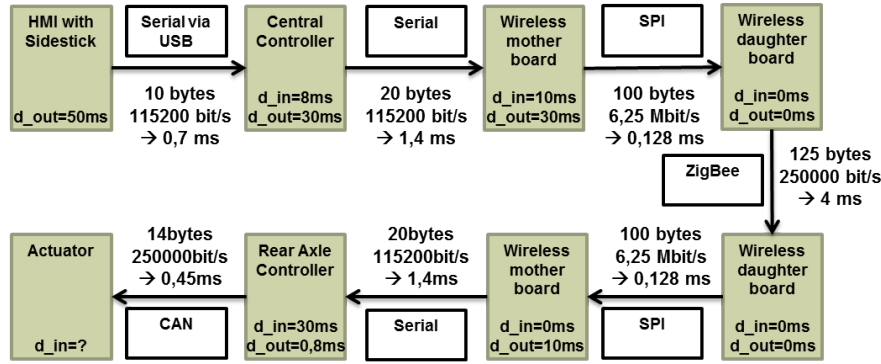 HMI with
Sidestick
d_out=50ms
Serial via
USB
10 bytes
115200 bit/s
→ 0,7 ms
Central
Controller
d_in=8ms
d_out=30ms
Serial
20 bytes
115200 bit/s
→ 1,4 ms
Wireless
mother
board
d_in=10ms
d_out=30ms
SPI
100 bytes
6,25 Mbit/s
→ 0,128 ms
Wireless
daughter
board
d_in=0ms
d_out=0ms
ZigBee
125 bytes
250000 bit/s
→ 4 ms
Actuator
d_in=?
14bytes
250000bit/s
→ 0,45ms
CAN
Rear Axle
Controller
d_in=30ms
d_out=0,8ms
20bytes
115200bit/s
→ 1,4ms
Serial
Wireless
mother
board
d_in=0ms
d_out=10ms
100 bytes
6,25 Mbit/s
→ 0,128 ms
SPI
Wireless
daughter
board
d_in=0ms
d_out=0ms